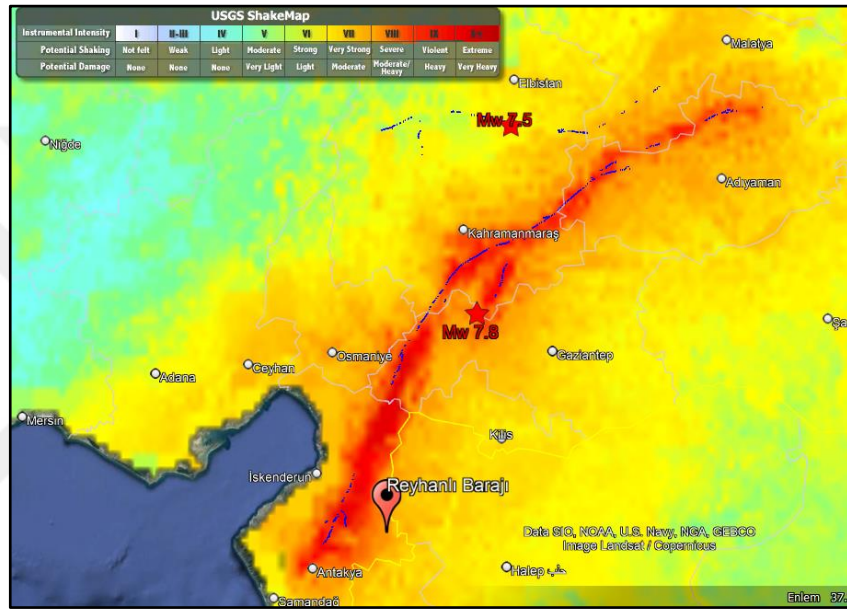 USGS ShakeMap
Instrumental Intensity I II-III IV V VI VII VIII IX X+
Potential Shaking Not felt Weak Light Moderate Strong Very Strong Severe Violent Extreme
Potential Damage None None None Very Light Light Moderate Moderate/ Heavy Heavy Very Heavy
Malatya
Elbistan
Mw 7.5
Niğde
Adıyaman
Kahramanmaraş
Mw 7.8
Osmaniye
Gaziantep
Ceyhan
Adana
Mersin
Kilis
İskenderun
Reyhanlı Barajı
Data SIO, NOAA, U.S. Navy, NGA, GEBCO
Image Landsat / Copernicus
Antakya
Halep حلب
Samandağ
Enlem 37.